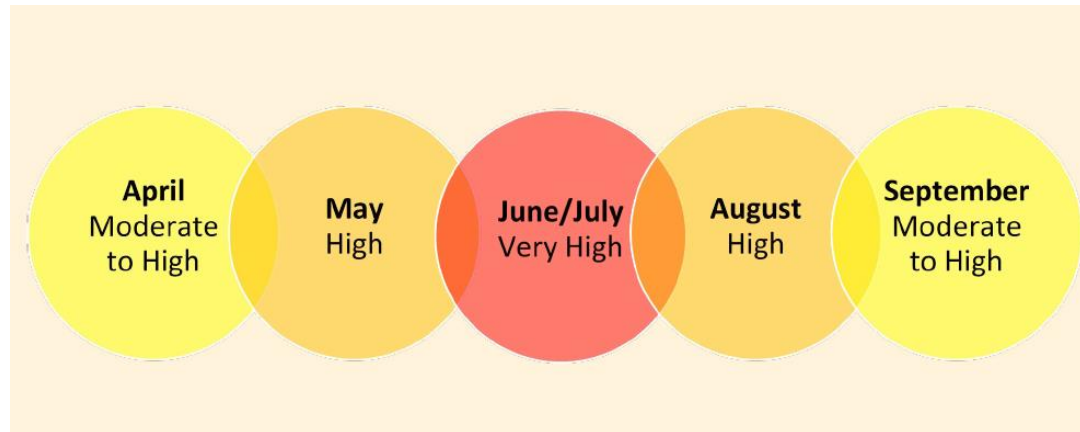 April
Moderate
to High
May
High
June/July
Very High
August
High
September
Moderate
to High